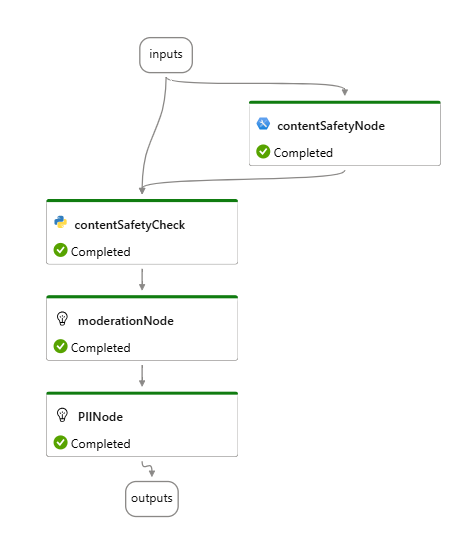 inputs
contentSafetyNode
Completed
contentSafetyCheck
Completed
moderationNode
Completed
PIINode
Completed
outputs